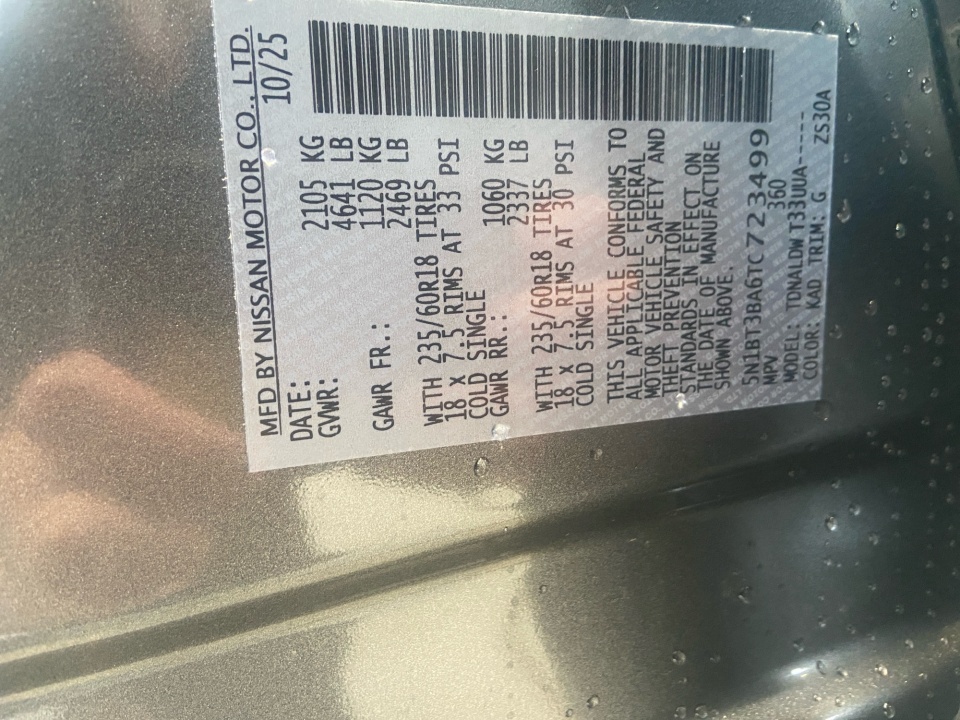 MFD BY NISSAN MOTOR CO., LTD.
DATE: 10/25
GVWR: 2105 KG
4641 LB
GAWR FR.: 1120 KG
2469 LB
WITH 235/60R18 TIRES
18 X 7.5 RIMS AT 33 PSI
COLD SINGLE
GAWR RR.: 1060 KG
2337 LB
WITH 235/60R18 TIRES
18 X 7.5 RIMS AT 30 PSI
COLD SINGLE
THIS VEHICLE CONFORMS TO
ALL APPLICABLE FEDERAL
MOTOR VEHICLE SAFETY AND
THEFT PREVENTION
STANDARDS IN EFFECT ON
THE DATE OF MANUFACTURE
SHOWN ABOVE.
5N1BT3BA6TC723499
MPV 360
MODEL: TDNALDW T33UUA-----
COLOR: KAD TRIM: G ZS30A